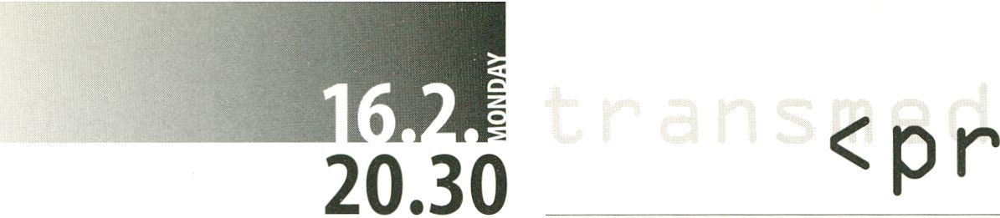 16.2. MONDAY
20.30
transmed
<pr